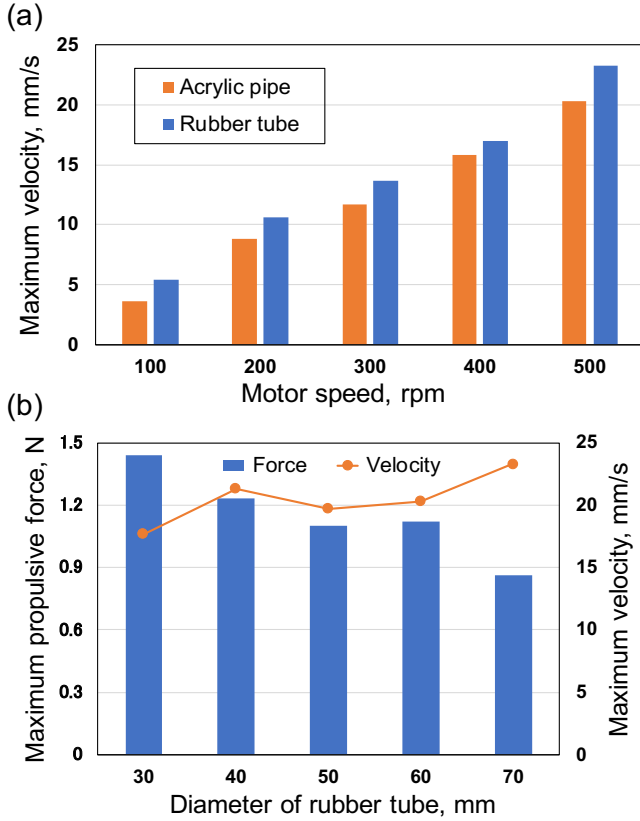 (a)
Maximum velocity, mm/s
25
20
15
10
5
0
Acrylic pipe
Rubber tube
100 200 300 400 500
Motor speed, rpm
(b)
Maximum propulsive force, N
1.5
1.2
0.9
0.6
0.3
0
Force Velocity
25
20
15
10
5
0
Maximum velocity, mm/s
30 40 50 60 70
Diameter of rubber tube, mm